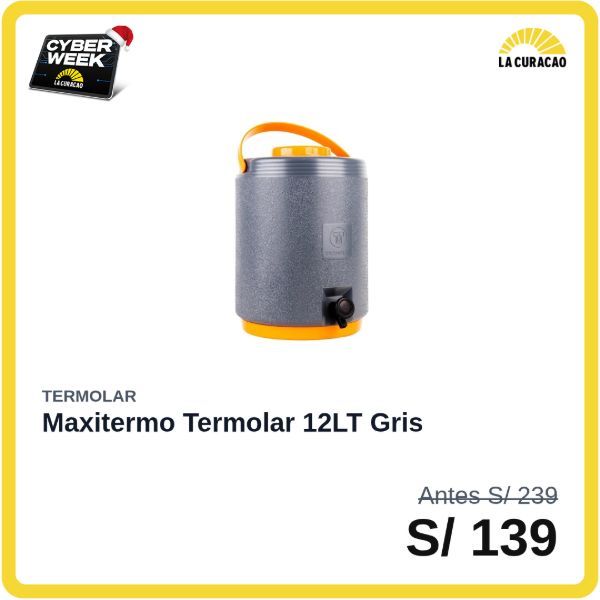 CYBER
WEEK
LA CURACAO
LA CURACAO
TERMOLAR
Maxitermo Termolar 12LT Gris
Antes S/ 239
S/ 139